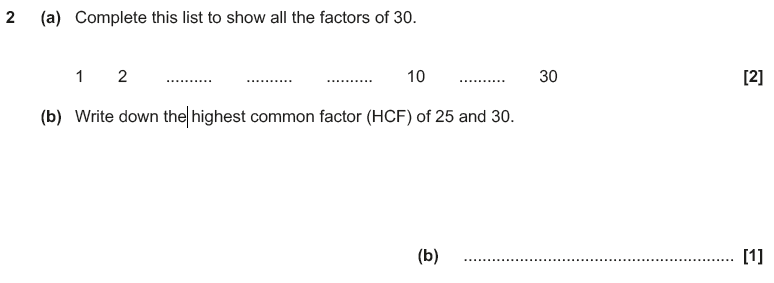 2 (a) Complete this list to show all the factors of 30.
1 2 .......... .......... .......... 10 .......... 30 [2]
(b) Write down the highest common factor (HCF) of 25 and 30.
(b) .......................................................... [1]